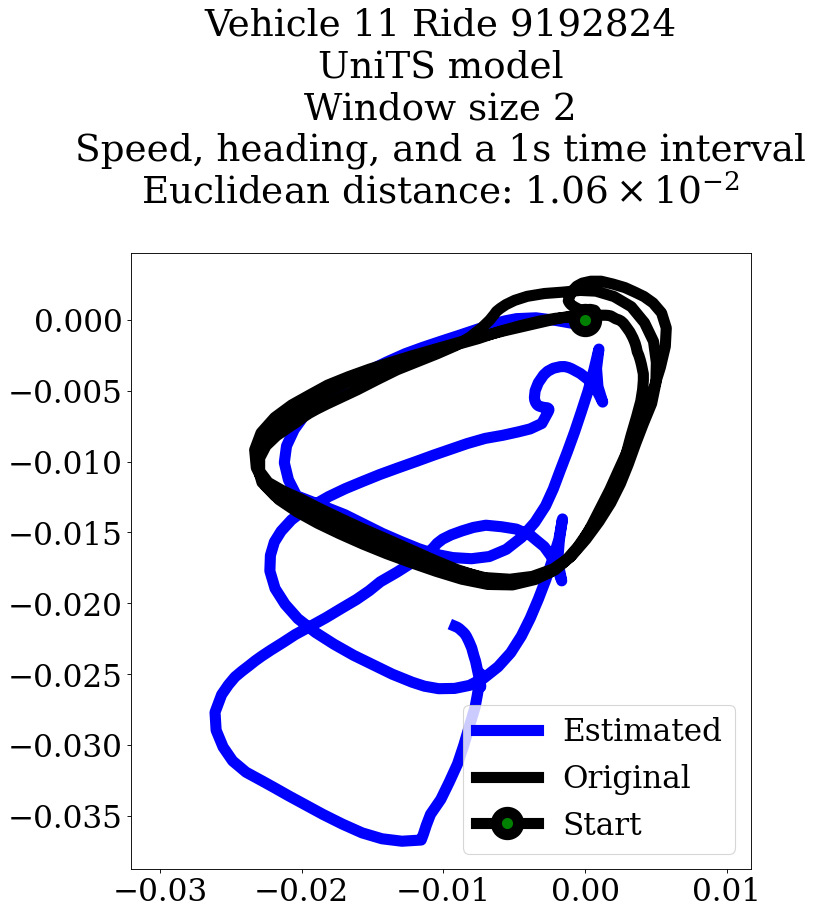 Vehicle 11 Ride 9192824
UniTS model
Window size 2
Speed, heading, and a 1s time interval
Euclidean distance: 1.06 × 10⁻²
0.000
−0.005
−0.010
−0.015
−0.020
−0.025
−0.030
−0.035
Estimated
Original
Start
−0.03 −0.02 −0.01 0.00 0.01